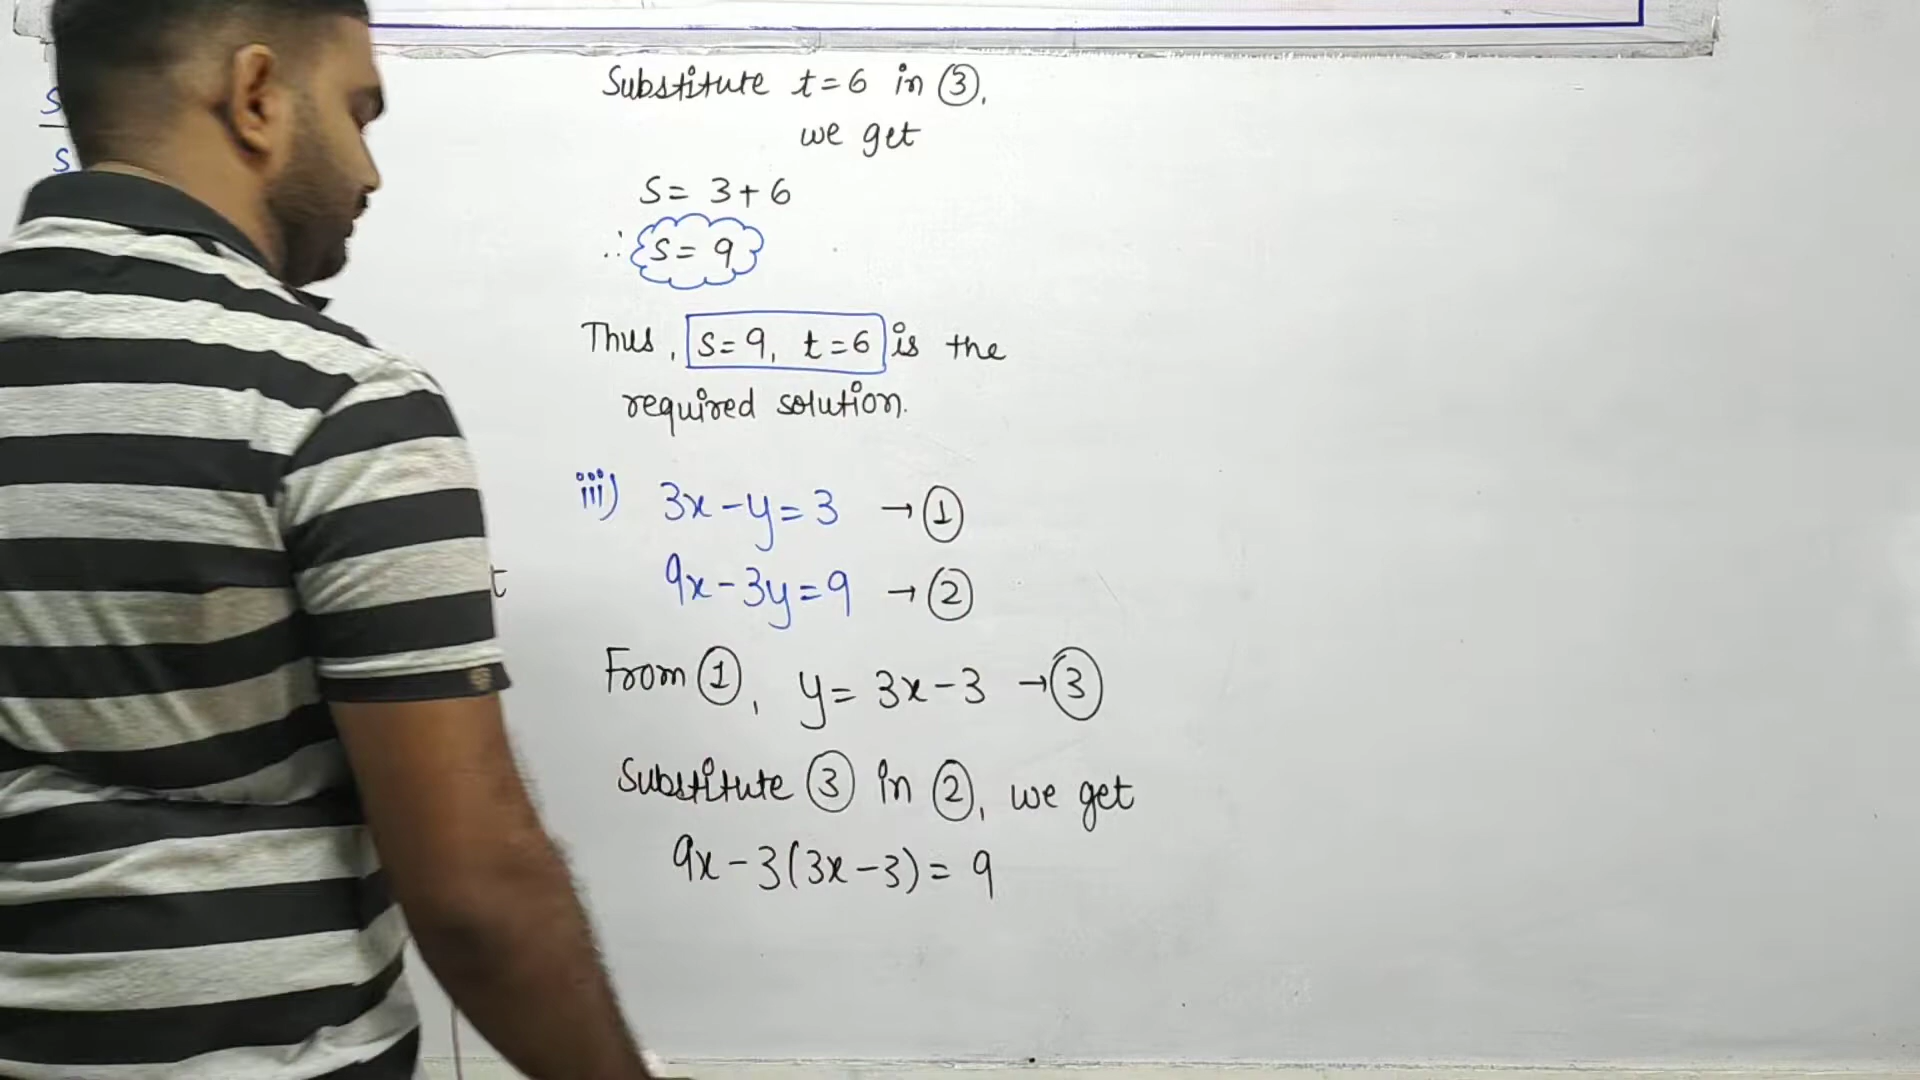 Substitute t=6 in ③,
we get
S= 3+6
∴ S= 9
Thus, S=9, t=6 is the
required solution.
iii) 3x-y=3 → ①
9x-3y=9 → ②
From ①, y= 3x-3 → ③
Substitute ③ in ②, we get
9x-3(3x-3)= 9
S
S
t